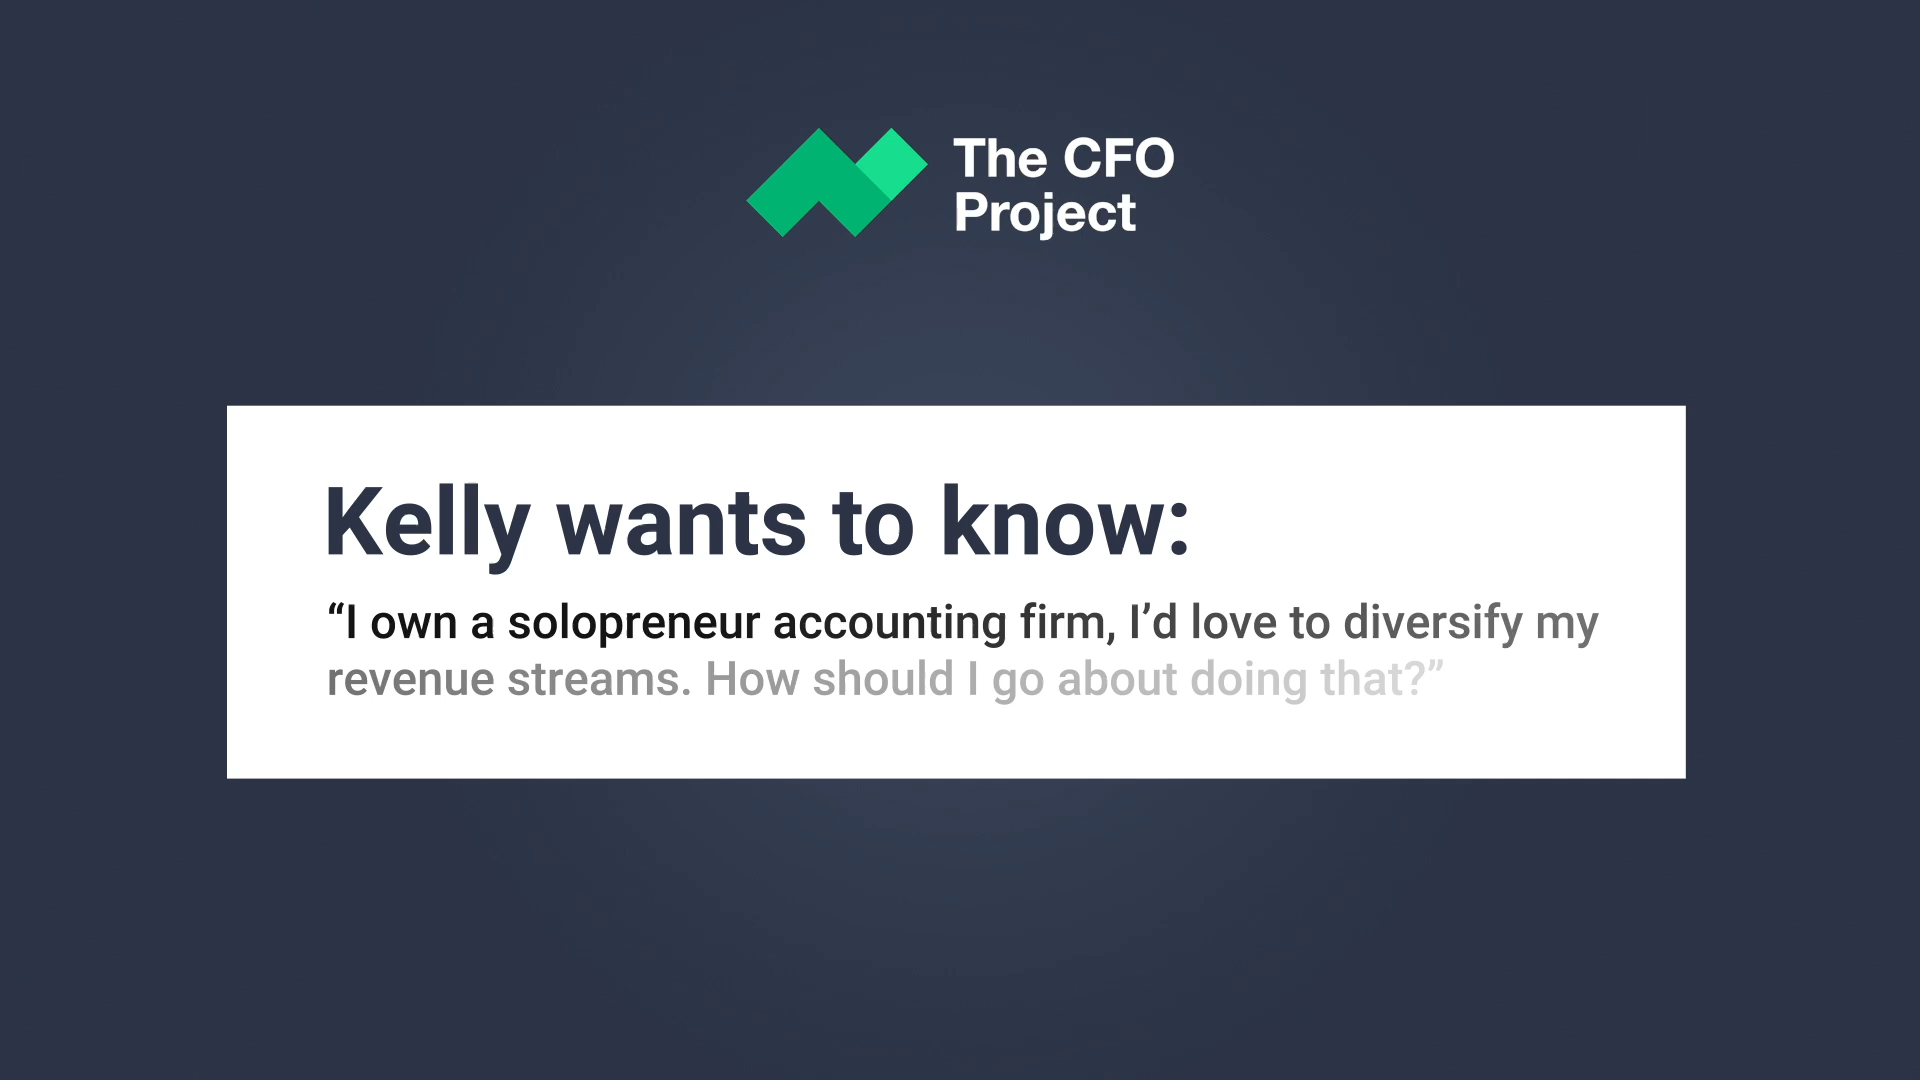 The CFO
Project
Kelly wants to know:
“I own a solopreneur accounting firm, I’d love to diversify my
revenue streams. How should I go about doing that?”